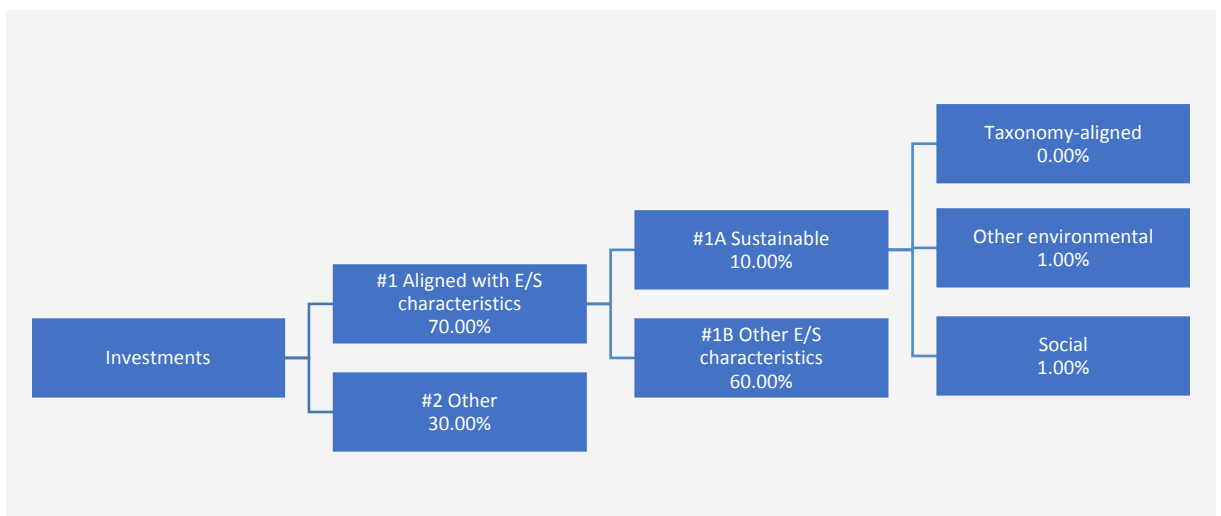 Investments
#1 Aligned with E/S
characteristics
70.00%
#2 Other
30.00%
#1A Sustainable
10.00%
#1B Other E/S
characteristics
60.00%
Taxonomy-aligned
0.00%
Other environmental
1.00%
Social
1.00%